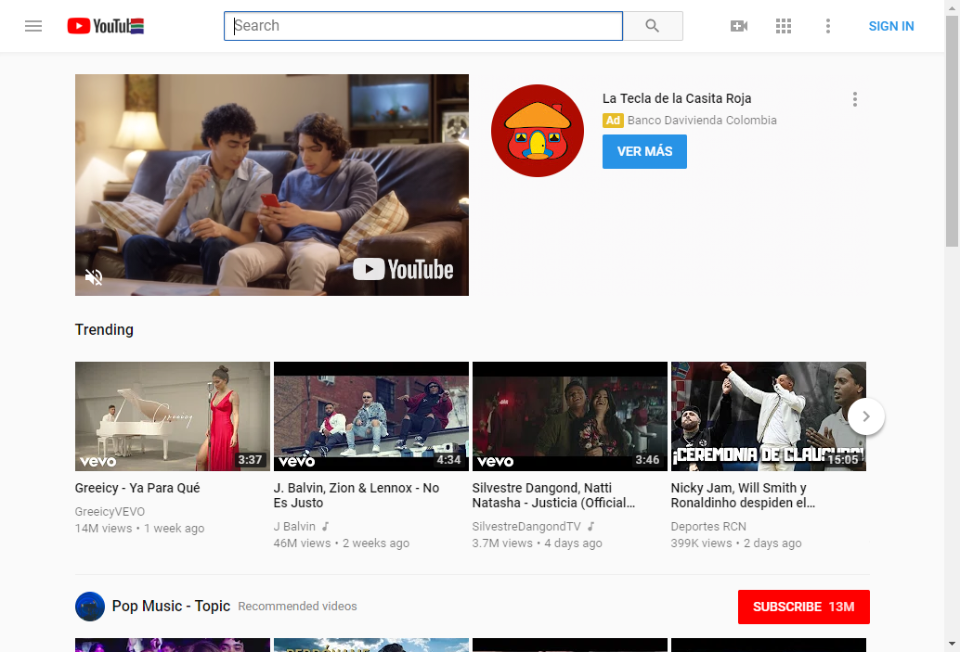 YouTube
Search
SIGN IN
La Tecla de la Casita Roja
Ad Banco Davivienda Colombia
VER MÁS
YouTube
Trending
Greeicy
vevo
3:37
vevo
4:34
vevo
3:46
¡CEREMONIA DE CLAUSURA!
15:05
Greeicy - Ya Para Qué
GreeicyVEVO
14M views • 1 week ago
J. Balvin, Zion & Lennox - No
Es Justo
J Balvin
46M views • 2 weeks ago
Silvestre Dangond, Natti
Natasha - Justicia (Official...
SilvestreDangondTV
3.7M views • 4 days ago
Nicky Jam, Will Smith y
Ronaldinho despiden el...
Deportes RCN
399K views • 2 days ago
Pop Music - Topic Recommended videos
SUBSCRIBE 13M